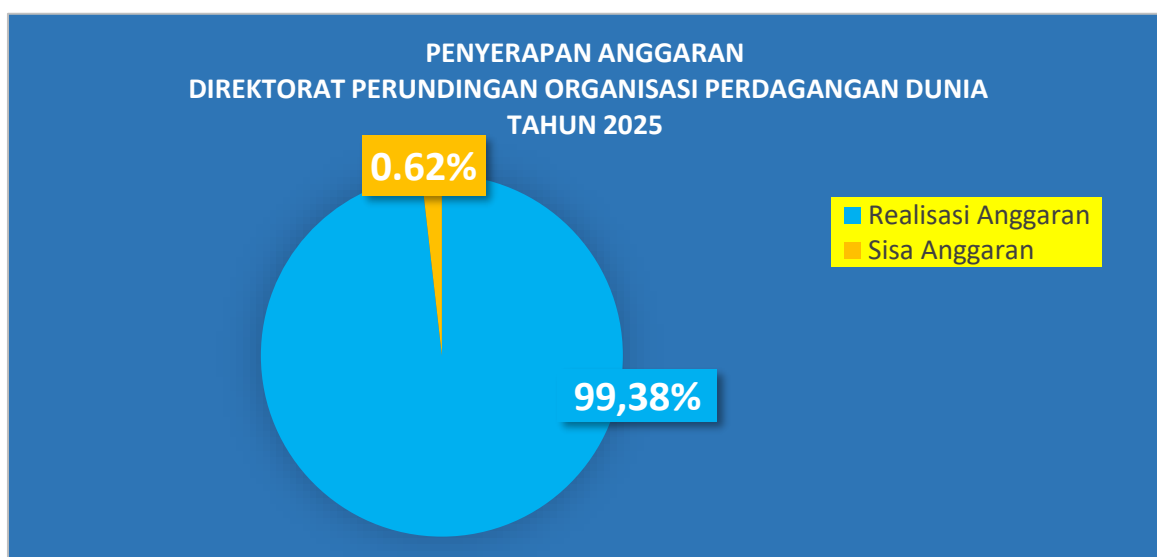 PENYERAPAN ANGGARAN
DIREKTORAT PERUNDINGAN ORGANISASI PERDAGANGAN DUNIA
TAHUN 2025
0.62%
Realisasi Anggaran
Sisa Anggaran
99,38%